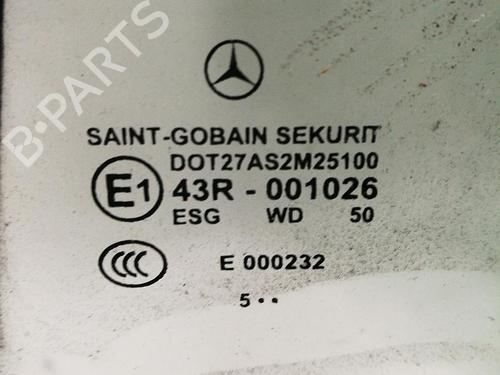 B-PARTS
SAINT-GOBAIN SEKURIT
DOT27AS2M25100
E1 43R - 001026
ESG WD 50
CCC E 000232
5 • •